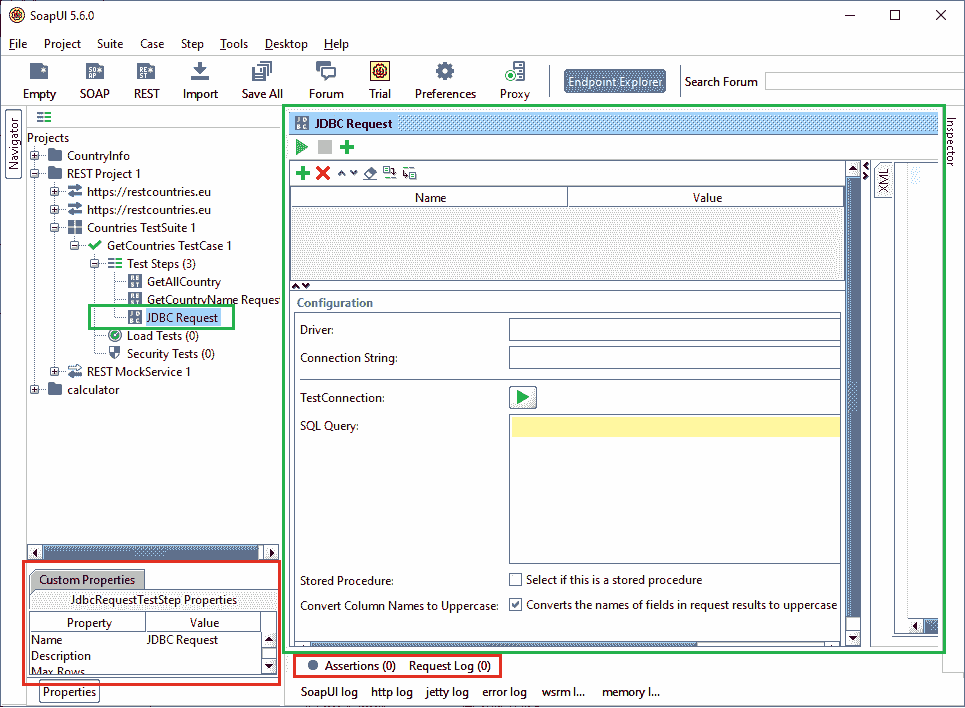 SoapUI 5.6.0
File Project Suite Case Step Tools Desktop Help
Empty SOAP REST Import Save All Forum Trial Preferences Proxy Endpoint Explorer Search Forum
Navigator
Projects
CountryInfo
REST Project 1
https://restcountries.eu
https://restcountries.eu
Countries TestSuite 1
GetCountries TestCase 1
Test Steps (3)
GetAllCountry
GetCountryName Reques
JDBC Request
Load Tests (0)
Security Tests (0)
REST MockService 1
calculator
Custom Properties
JdbcRequestTestStep Properties
Property Value
Name JDBC Request
Description
Max Rows
Properties
JDBC Request
Name Value
Configuration
Driver:
Connection String:
TestConnection:
SQL Query:
Stored Procedure: Select if this is a stored procedure
Convert Column Names to Uppercase: Converts the names of fields in request results to uppercase
XML
Inspector
Assertions (0) Request Log (0)
SoapUI log http log jetty log error log wsrm l... memory l...